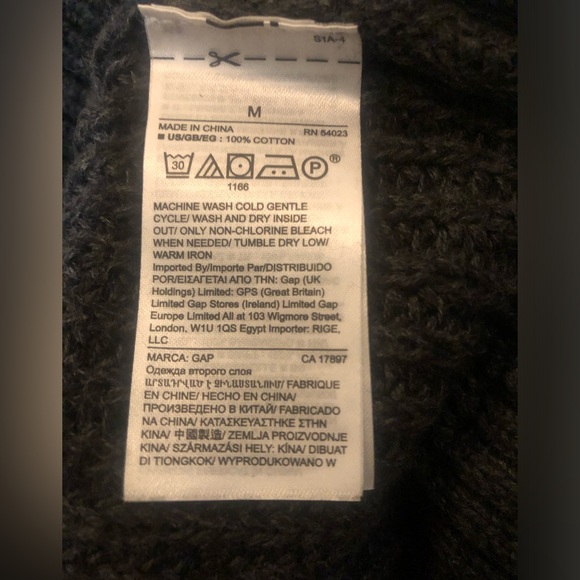 S1A-4
M
MADE IN CHINA RN 54023
US/GB/EG : 100% COTTON
30 P ®
1166
MACHINE WASH COLD GENTLE
CYCLE/ WASH AND DRY INSIDE
OUT/ ONLY NON-CHLORINE BLEACH
WHEN NEEDED/ TUMBLE DRY LOW/
WARM IRON
Imported By/Importe Par/DISTRIBUíDO
POR/ΕΙΣΑΓΕΤΑΙ ΑΠΟ ΤΗΝ: Gap (UK
Holdings) Limited: GPS (Great Britain)
Limited Gap Stores (Ireland) Limited Gap
Europe Limited All at 103 Wigmore Street,
London, W1U 1QS Egypt Importer: RIGE,
LLC
MARCA: GAP CA 17897
Одежда второго слоя
ԱՐՏԱԴՐՎԱԾ Է ՉԻՆԱՍՏԱՆՈՒՄ/ FABRIQUE
EN CHINE/ HECHO EN CHINA/
ПРОИЗВЕДЕНО В КИТАЙ/ FABRICADO
NA CHINA/ ΚΑΤΑΣΚΕΥΑΣΤΗΚΕ ΣΤΗΝ
KINA/ 中國製造/ ZEMLJA PROIZVODNJE
KINA/ SZÁRMAZÁSI HELY: KÍNA/ DIBUAT
DI TIONGKOK/ WYPRODUKOWANO W